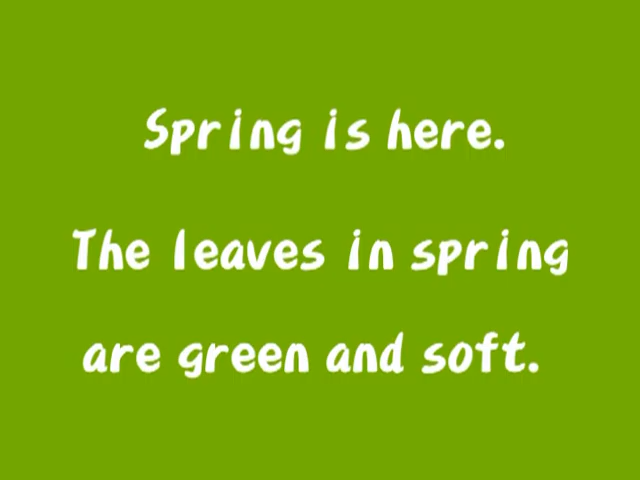 Spring is here.
The leaves in spring
are green and soft.